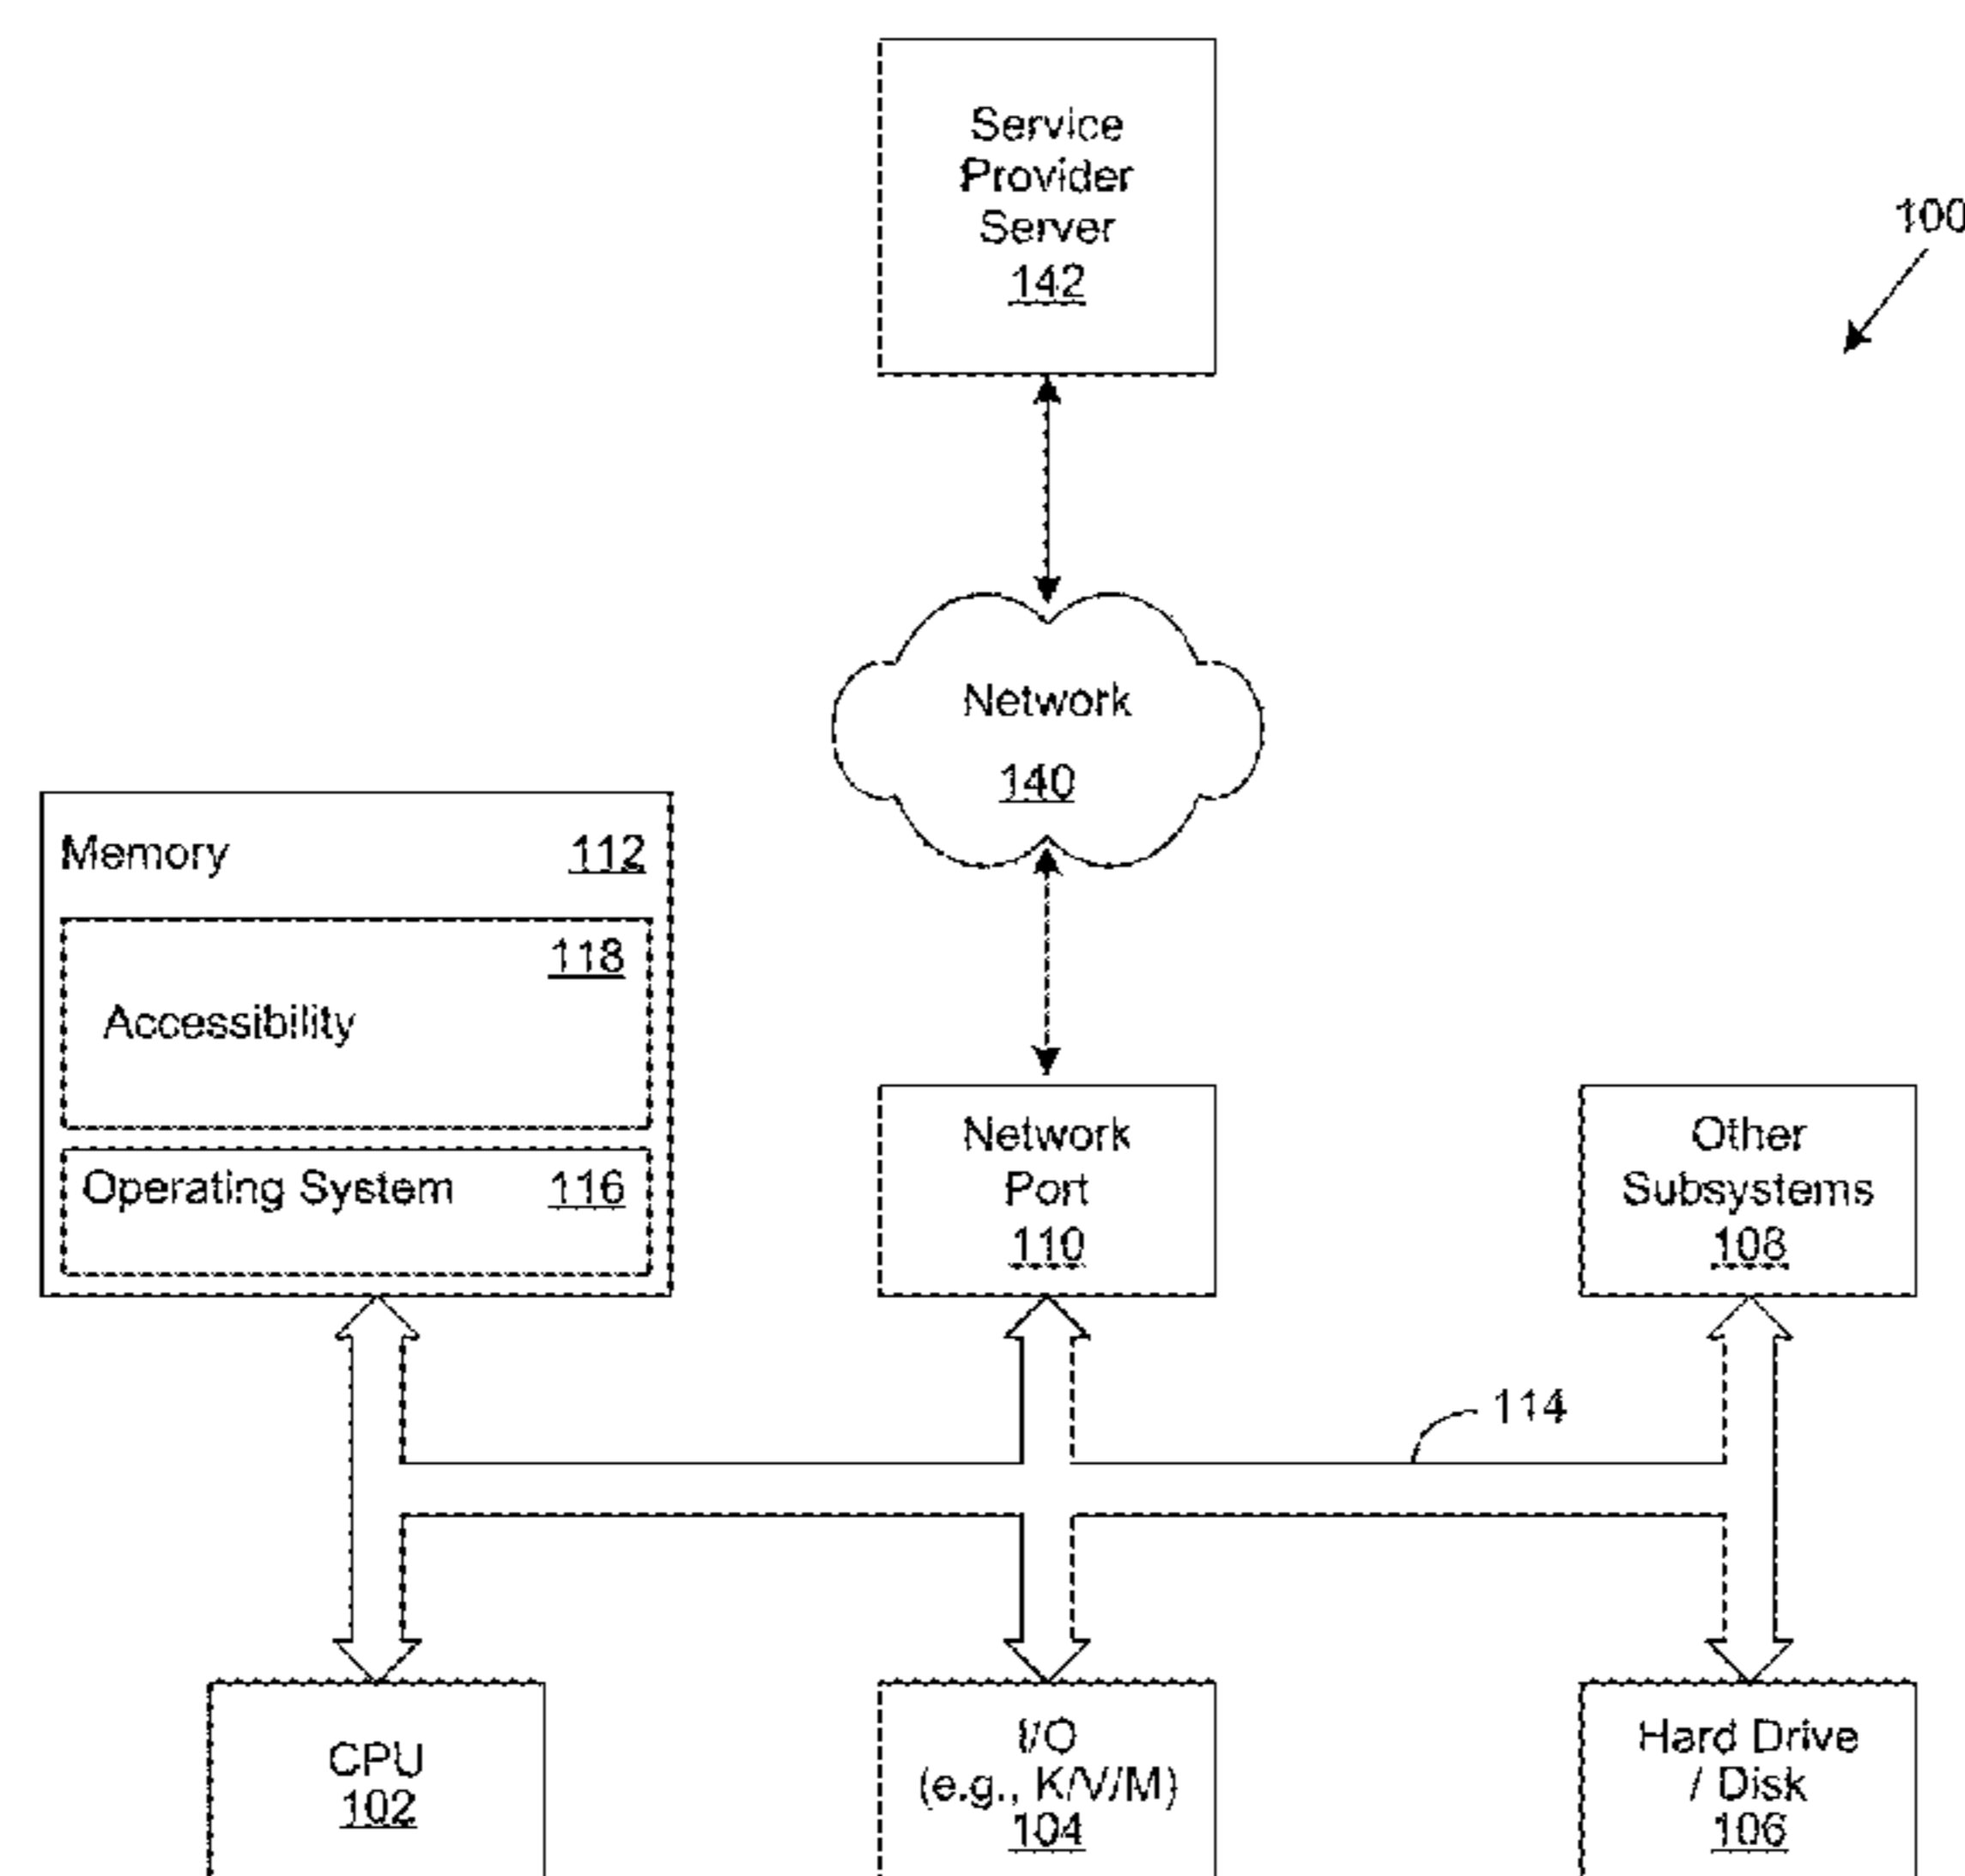 Service
Provider
Server
142
100
Network
140
Memory 112
118
Accessibility
Operating System 116
Network
Port
110
Other
Subsystems
108
114
CPU
102
I/O
(e.g., K/V/M)
104
Hard Drive
/ Disk
106